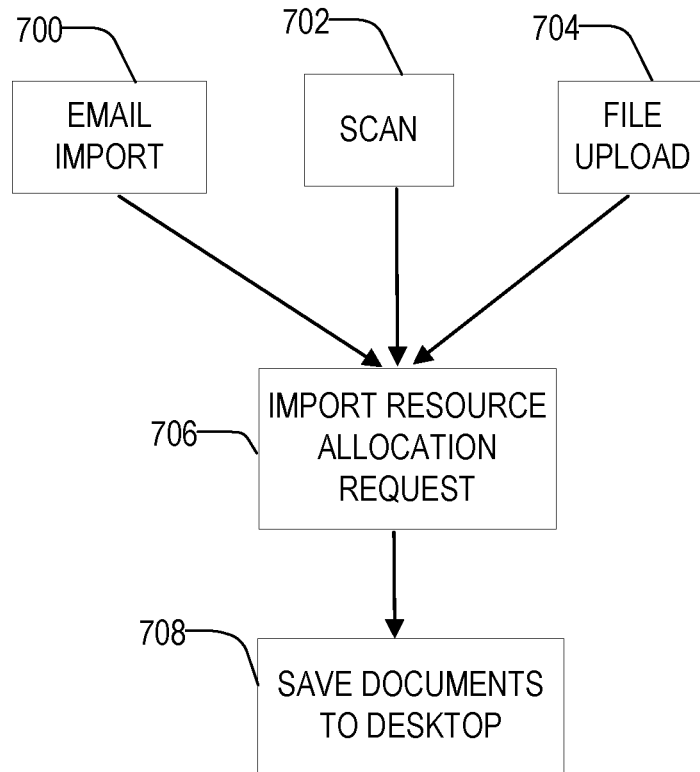 700
702
704
EMAIL
IMPORT
SCAN
FILE
UPLOAD
706
IMPORT RESOURCE
ALLOCATION
REQUEST
708
SAVE DOCUMENTS
TO DESKTOP